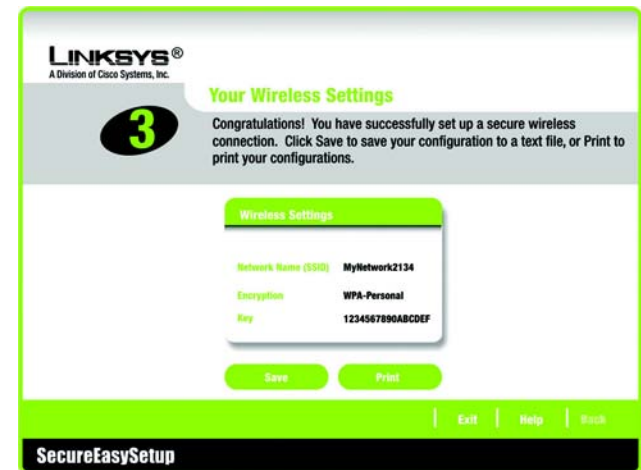 LINKSYS®
A Division of Cisco Systems, Inc.
3
Your Wireless Settings
Congratulations! You have successfully set up a secure wireless
connection. Click Save to save your configuration to a text file, or Print to
print your configurations.
Wireless Settings
Network Name (SSID) MyNetwork2134
Encryption WPA-Personal
Key 1234567890ABCDEF
Save Print
Exit Help Back
SecureEasySetup